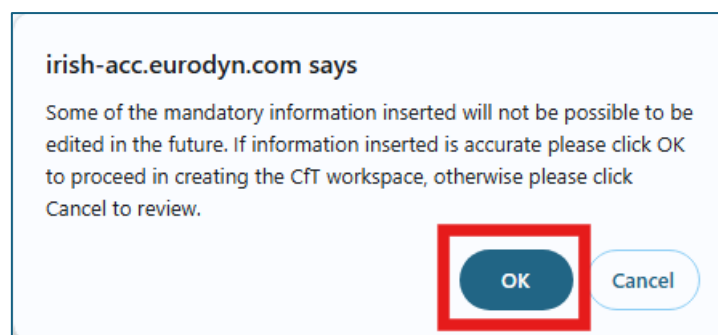 irish-acc.eurodyn.com says
Some of the mandatory information inserted will not be possible to be
edited in the future. If information inserted is accurate please click OK
to proceed in creating the CfT workspace, otherwise please click
Cancel to review.
OK Cancel